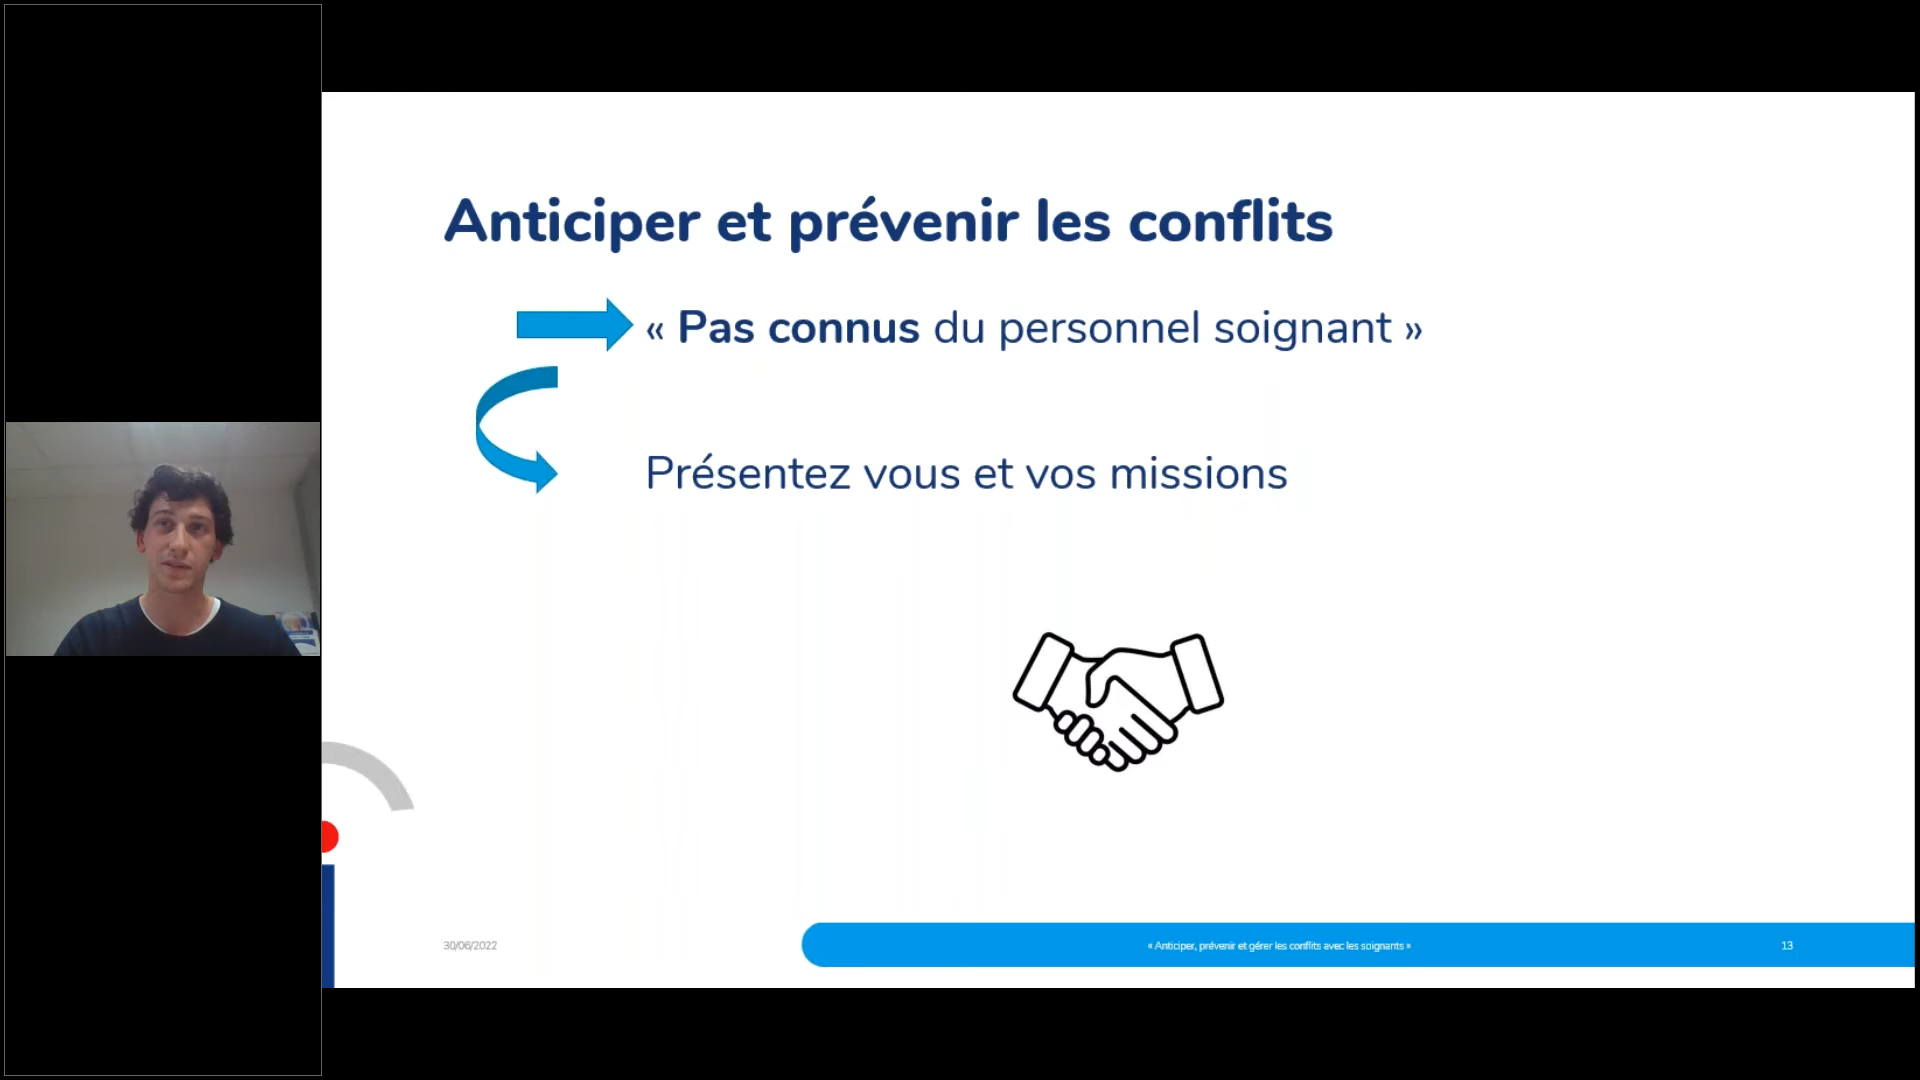 Anticiper et prévenir les conflits
« Pas connus du personnel soignant »
Présentez vous et vos missions
30/06/2022
« Anticiper, prévenir et gérer les conflits avec les soignants »
13